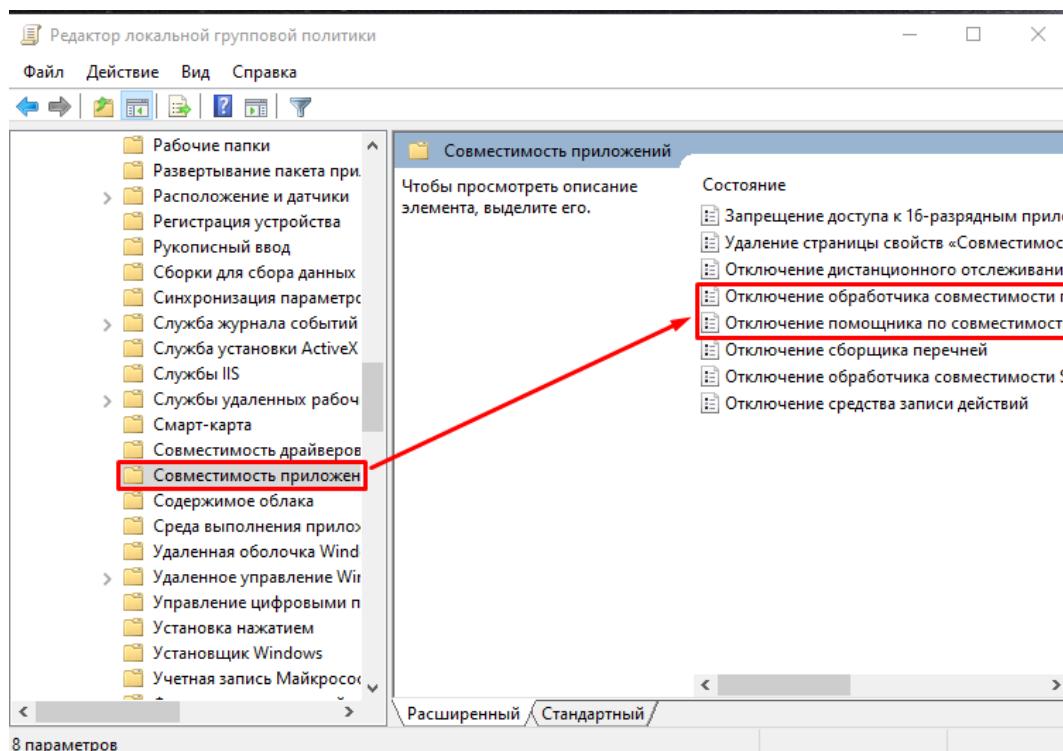 Редактор локальной групповой политики
Файл Действие Вид Справка
Рабочие папки
Развертывание пакета при
Расположение и датчики
Регистрация устройства
Рукописный ввод
Сборки для сбора данных
Синхронизация параметро
Служба журнала событий
Служба установки ActiveX
Службы IIS
Службы удаленных рабоч
Смарт-карта
Совместимость драйверов
Совместимость приложен
Содержимое облака
Среда выполнения прилож
Удаленная оболочка Wind
Удаленное управление Wir
Управление цифровыми п
Установка нажатием
Установщик Windows
Учетная запись Майкросо
Совместимость приложений
Чтобы просмотреть описание
элемента, выделите его.
Состояние
Запрещение доступа к 16-разрядным прил
Удаление страницы свойств «Совместимос
Отключение дистанционного отслеживани
Отключение обработчика совместимости п
Отключение помощника по совместимост
Отключение сборщика перечней
Отключение обработчика совместимости S
Отключение средства записи действий
Расширенный Стандартный
8 параметров